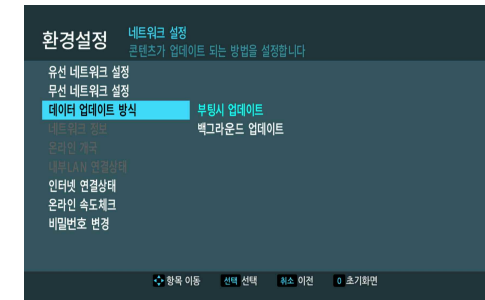 환경설정
네트워크 설정
콘텐츠가 업데이트 되는 방법을 설정합니다
유선 네트워크 설정
무선 네트워크 설정
데이터 업데이트 방식
부팅시 업데이트
네트워크 정보
백그라운드 업데이트
온라인 개국
내부LAN 연결상태
인터넷 연결상태
온라인 속도체크
비밀번호 변경
항목 이동 선택 선택 취소 이전 0 초기화면